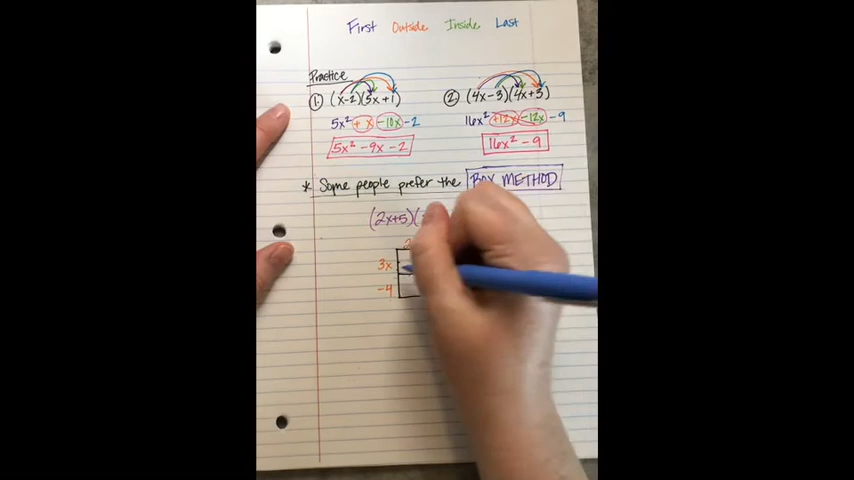 First Outside Inside Last
Practice
1. (x-2)(5x+1)
5x² + x -10x -2
5x² - 9x - 2
2 (4x-3)(4x+3)
16x² +12x -12x -9
16x² - 9
* Some people prefer the BOX METHOD
(2x+5)(
2
3x
-4